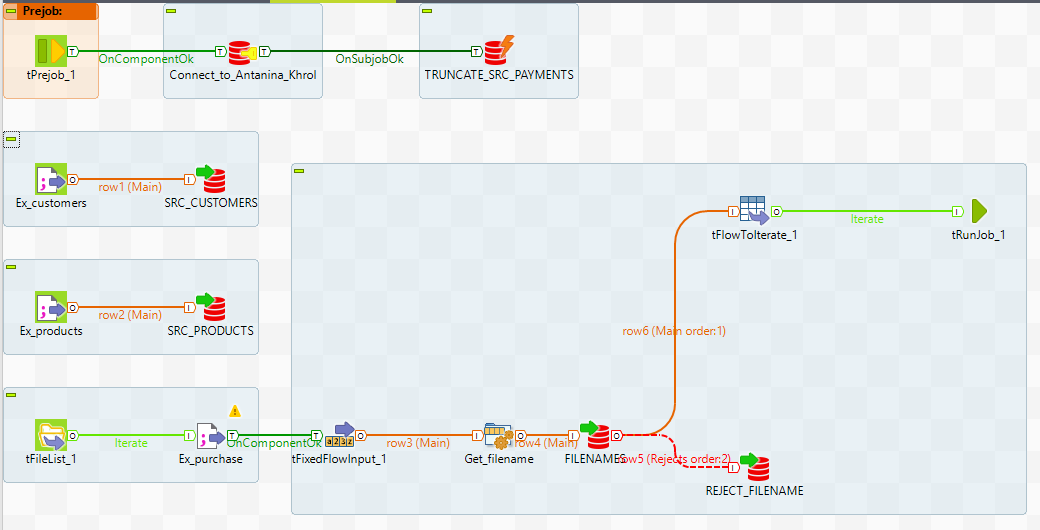 Prejob:
OnComponentOk
OnSubjobOk
tPrejob_1
Connect_to_Antanina_Khrol
TRUNCATE_SRC_PAYMENTS
row1 (Main)
Ex_customers
SRC_CUSTOMERS
Iterate
tFlowToIterate_1
tRunJob_1
row2 (Main)
Ex_products
SRC_PRODUCTS
row6 (Main order:1)
Iterate
OnComponentOk
row3 (Main)
row4 (Main)
tFileList_1
Ex_purchase
tFixedFlowInput_1
Get_filename
FILENAMES
row5 (Rejects order:2)
REJECT_FILENAME